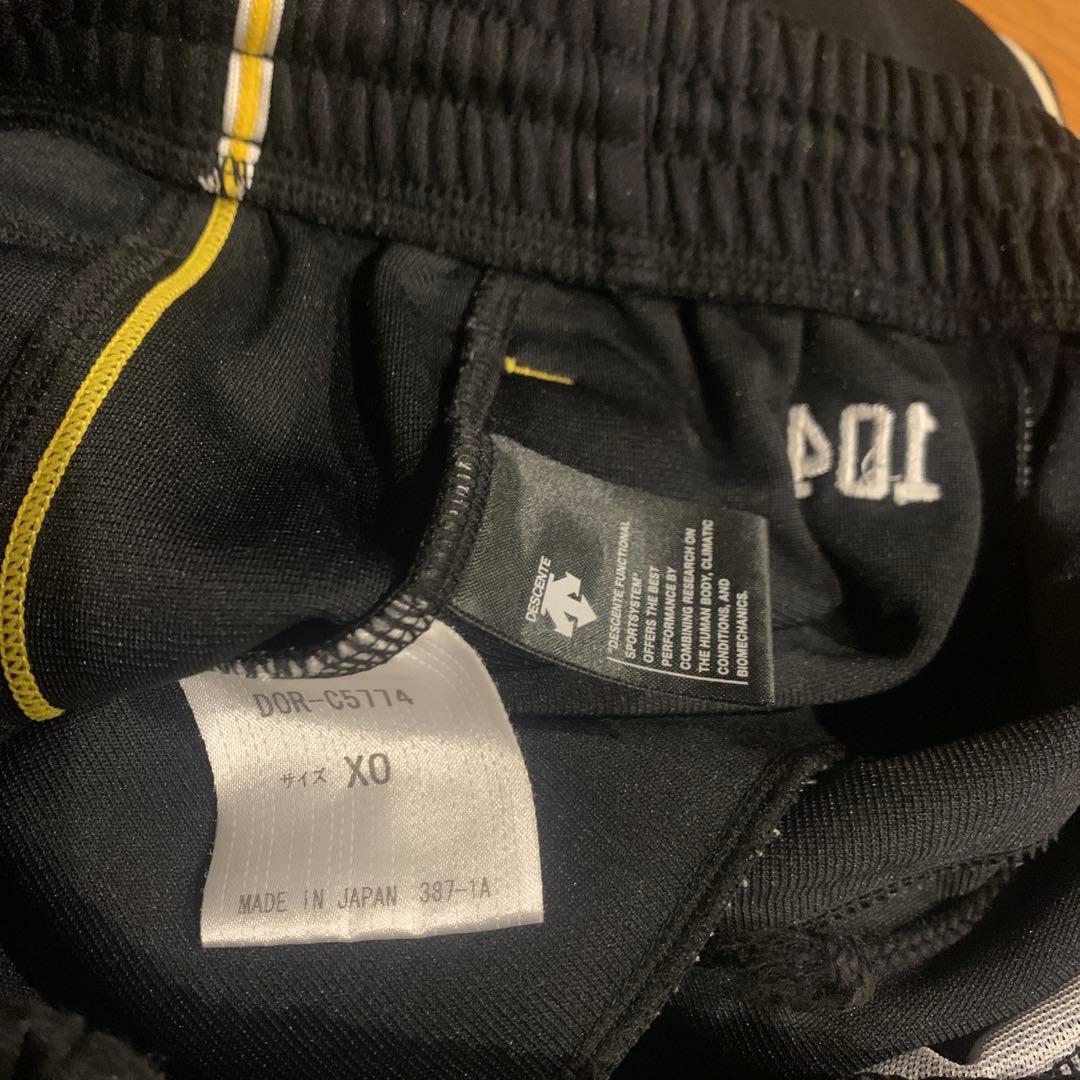 104
DESCENTE
"DESCENTE FUNCTIONAL
SPORTSYSTEM"
OFFERS THE BEST
PERFORMANCE BY
COMBINING RESEARCH ON
THE HUMAN BODY, CLIMATIC
CONDITIONS, AND
BIOMECHANICS.
DOR-C5774
サイズ XO
MADE IN JAPAN 387-1A